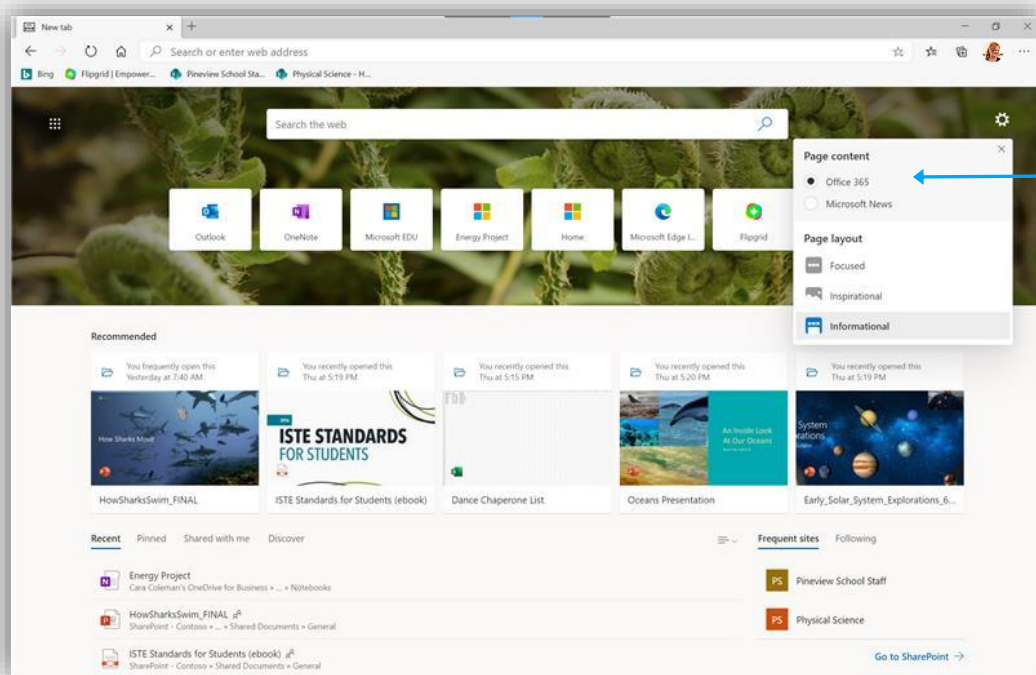 New tab
Search or enter web address
Bing Flipgrid | Empower... Pineview School Sta... Physical Science - H...
Search the web
Page content
Office 365
Microsoft News
Page layout
Focused
Inspirational
Informational
Outlook OneNote Microsoft EDU Energy Project Home Microsoft Edge I... Flipgrid
Recommended
You frequently open this
Yesterday at 7:40 AM
How Sharks Move
HowSharksSwim_FINAL
You recently opened this
Thu at 5:19 PM
ISTE STANDARDS
FOR STUDENTS
ISTE Standards for Students (ebook)
You recently opened this
Thu at 5:15 PM
Dance Chaperone List
You recently opened this
Thu at 5:20 PM
An Inside Look
At Our Oceans
Oceans Presentation
You recently opened this
Thu at 5:19 PM
System
rations
Early_Solar_System_Explorations_6...
Recent Pinned Shared with me Discover
Energy Project
Cara Coleman's OneDrive for Business » ... » Notebooks
HowSharksSwim_FINAL
SharePoint - Contoso » ... » Shared Documents » General
ISTE Standards for Students (ebook)
SharePoint - Contoso » Shared Documents » General
Frequent sites Following
PS Pineview School Staff
PS Physical Science
Go to SharePoint →